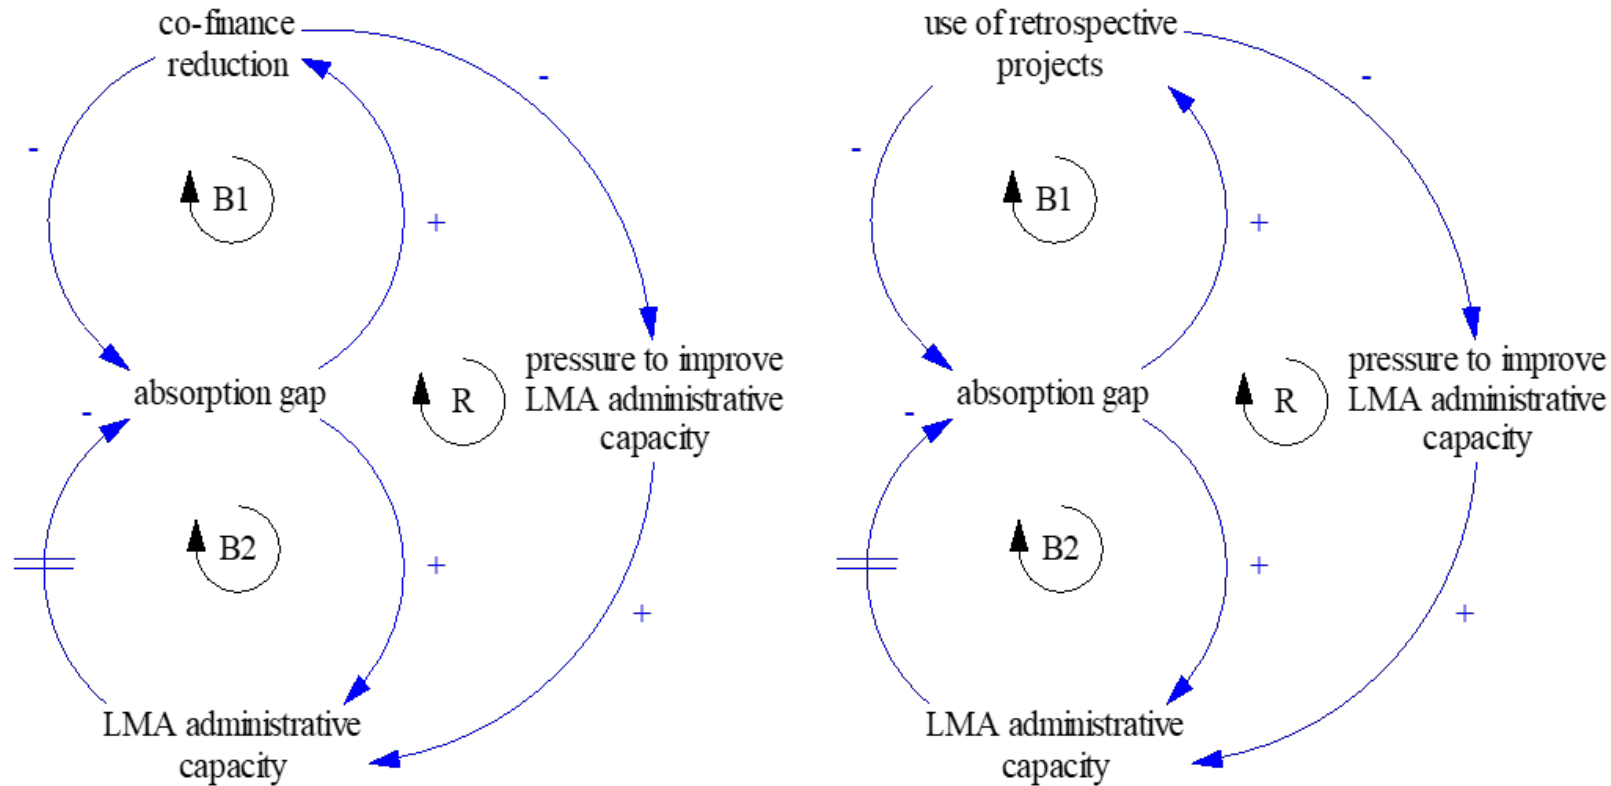 co-finance
reduction
-
-
B1
+
absorption gap
-
R
pressure to improve
LMA administrative
capacity
B2
+
+
LMA administrative
capacity
use of retrospective
projects
-
-
B1
+
absorption gap
-
R
pressure to improve
LMA administrative
capacity
B2
+
+
LMA administrative
capacity